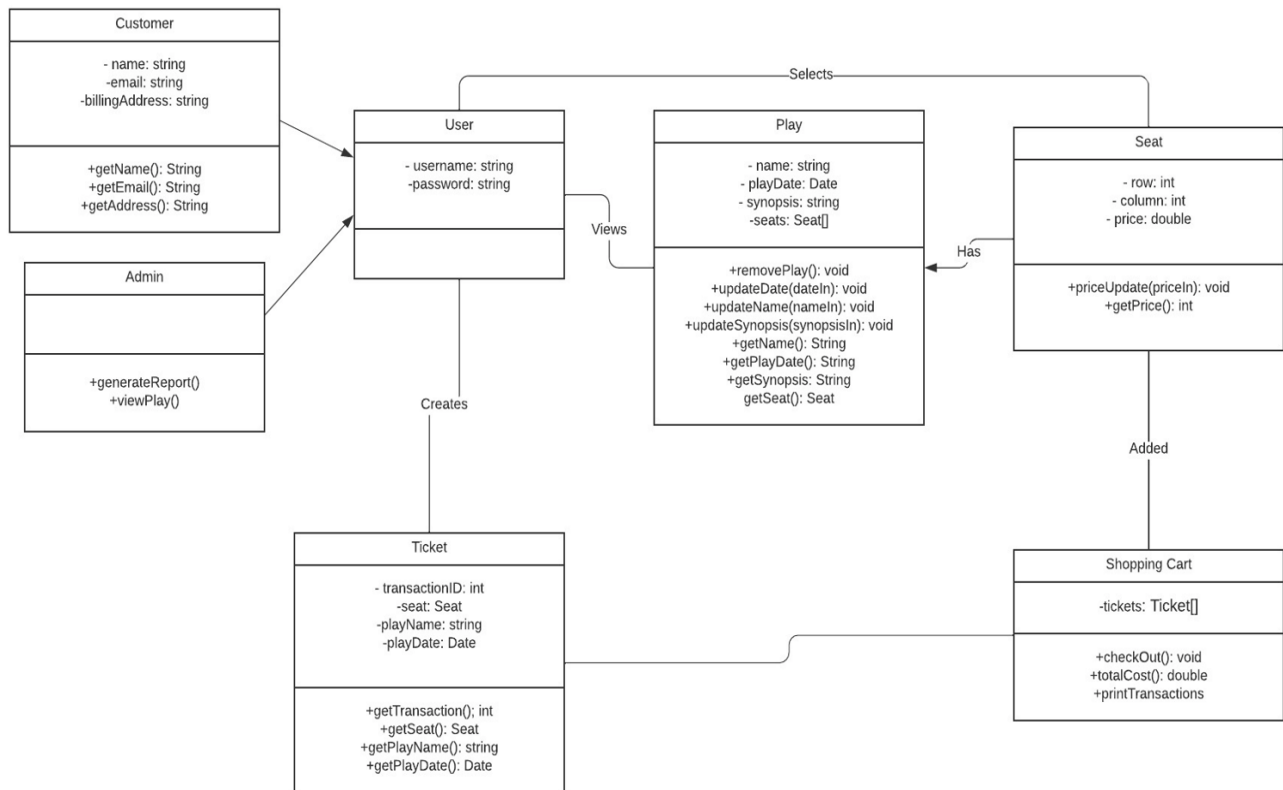 Customer
- name: string
-email: string
-billingAddress: string
+getName(): String
+getEmail(): String
+getAddress(): String
Admin
+generateReport()
+viewPlay()
User
- username: string
-password: string
Selects
Views
Creates
Play
- name: string
- playDate: Date
- synopsis: string
-seats: Seat[]
+removePlay(): void
+updateDate(dateIn): void
+updateName(nameIn): void
+updateSynopsis(synopsisIn): void
+getName(): String
+getPlayDate(): String
+getSynopsis: String
getSeat(): Seat
Has
Seat
- row: int
- column: int
- price: double
+priceUpdate(priceIn): void
+getPrice(): int
Added
Ticket
- transactionID: int
-seat: Seat
-playName: string
-playDate: Date
+getTransaction(); int
+getSeat(): Seat
+getPlayName(): string
+getPlayDate(): Date
Shopping Cart
-tickets: Ticket[]
+checkOut(): void
+totalCost(): double
+printTransactions